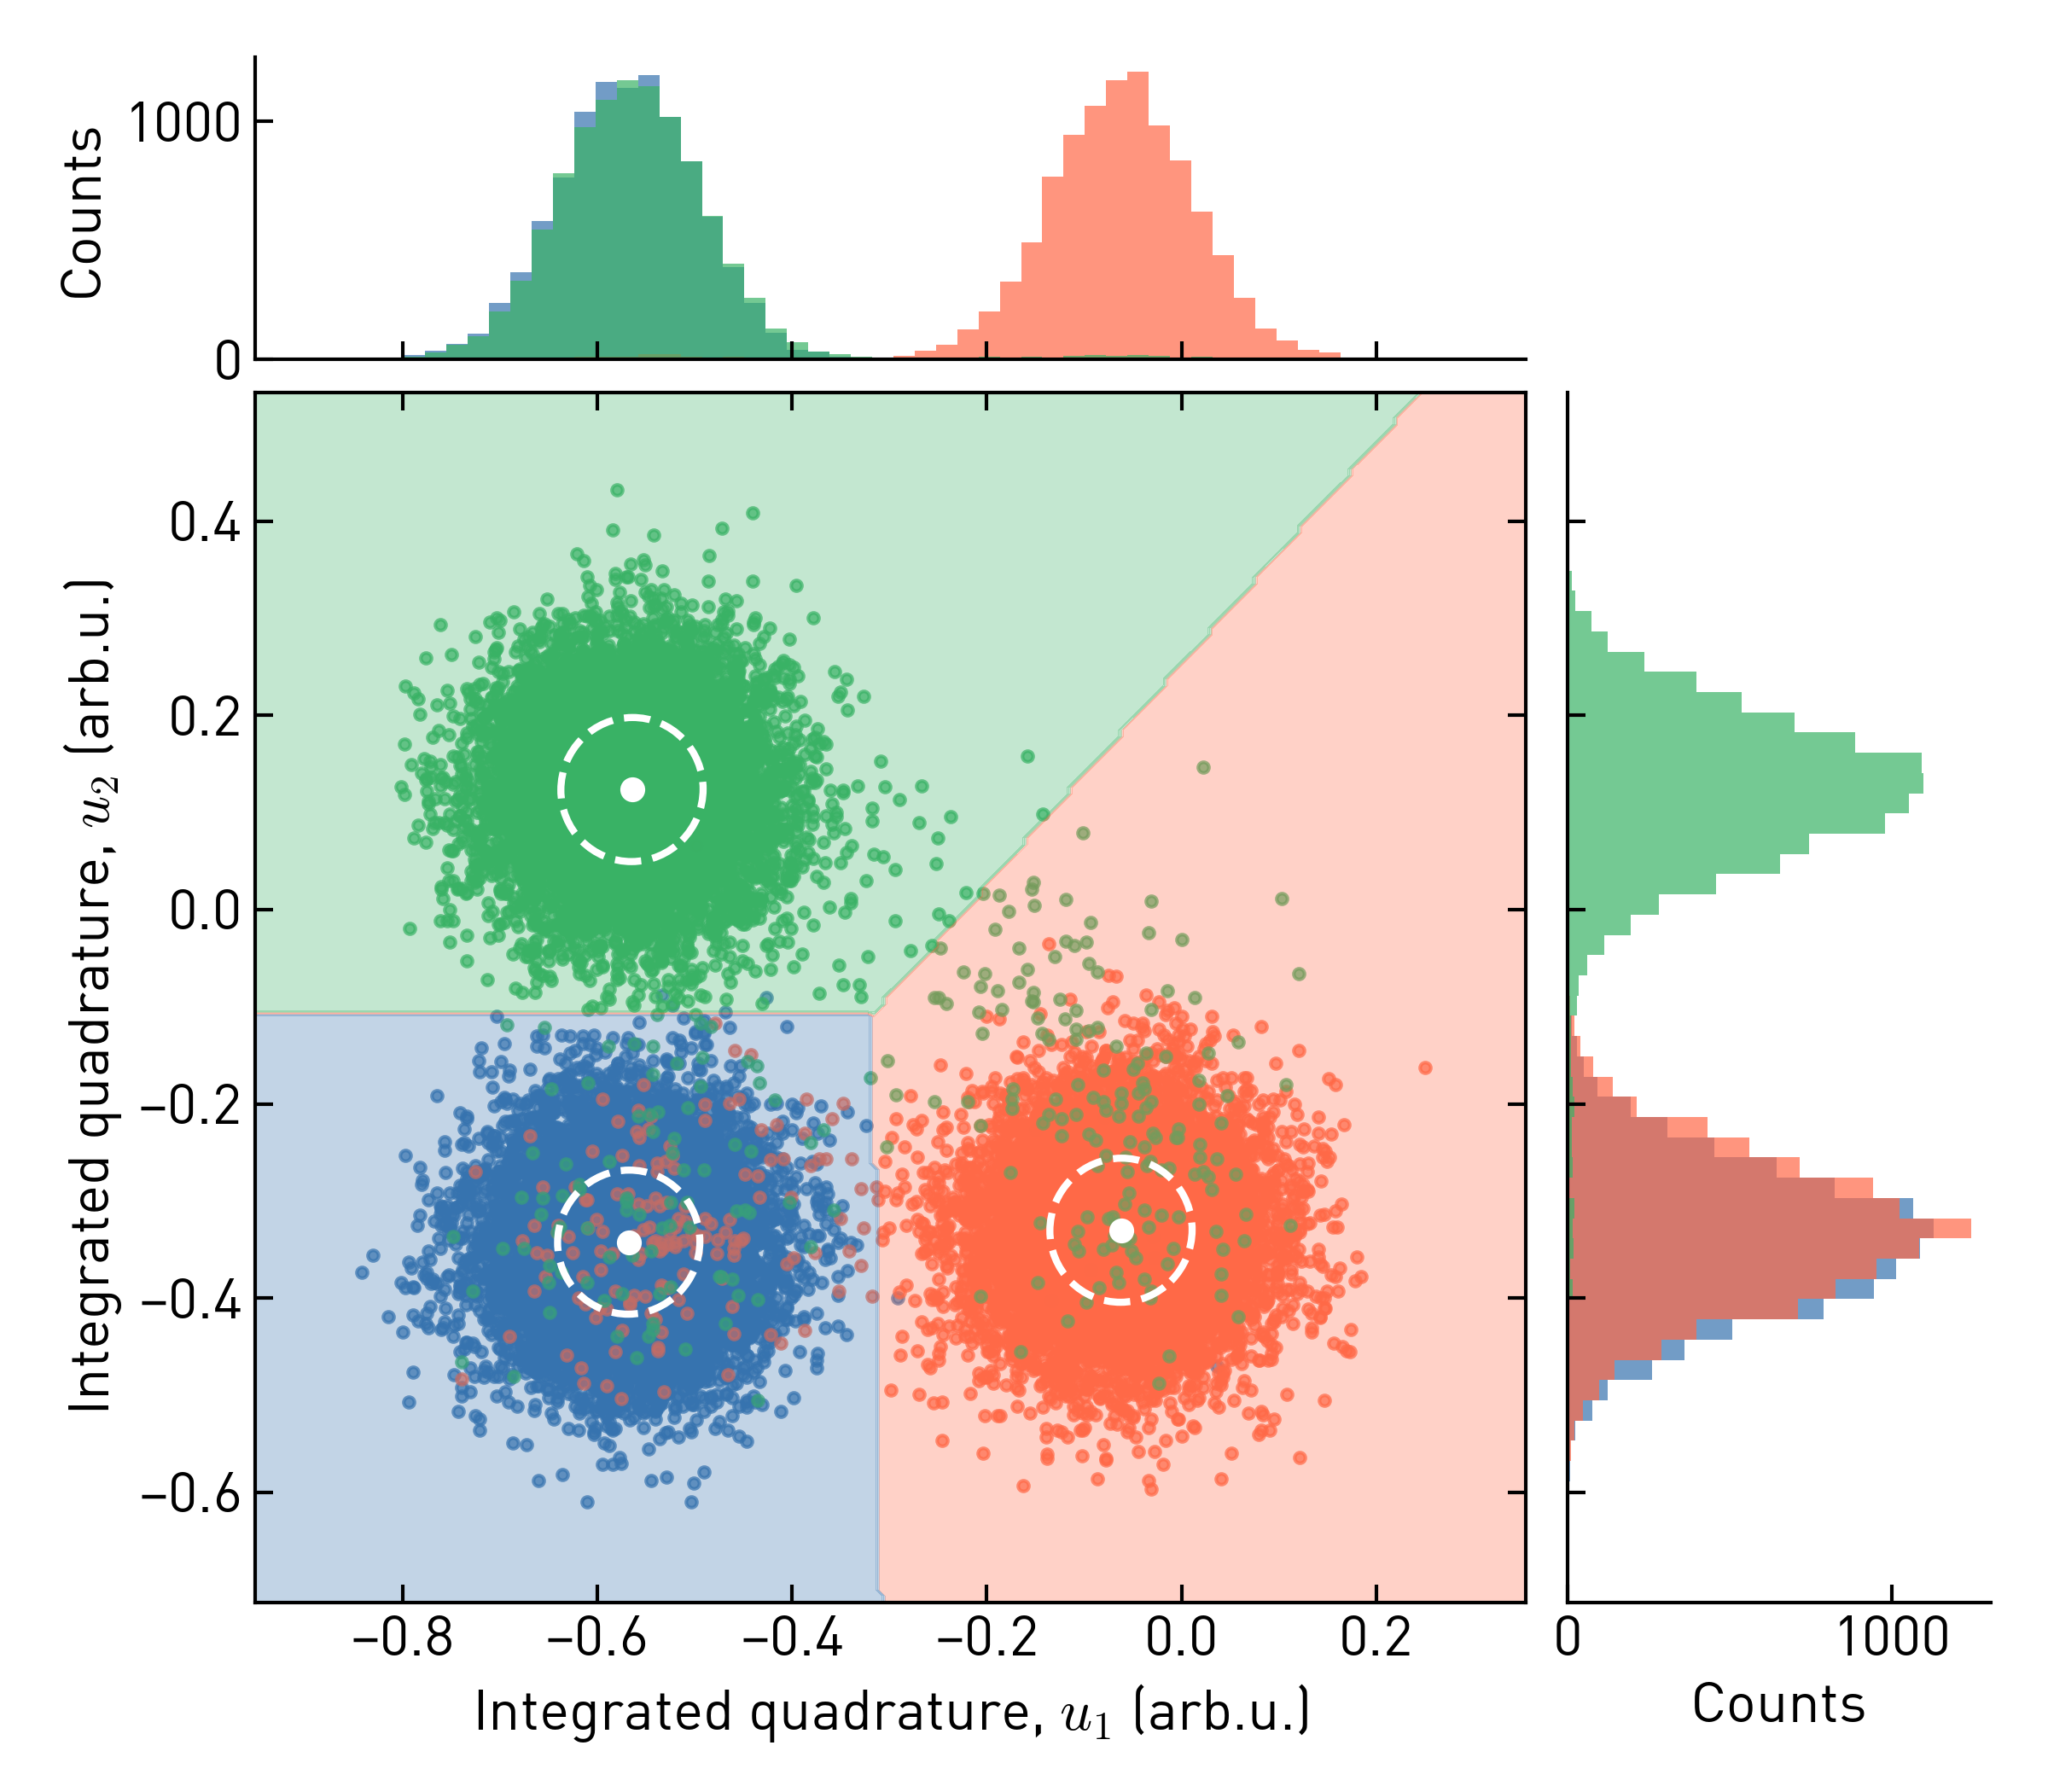 Counts
1000
0
Integrated quadrature, u₂ (arb.u.)
0.4
0.2
0.0
−0.2
−0.4
−0.6
−0.8 −0.6 −0.4 −0.2 0.0 0.2
Integrated quadrature, u₁ (arb.u.)
0 1000
Counts